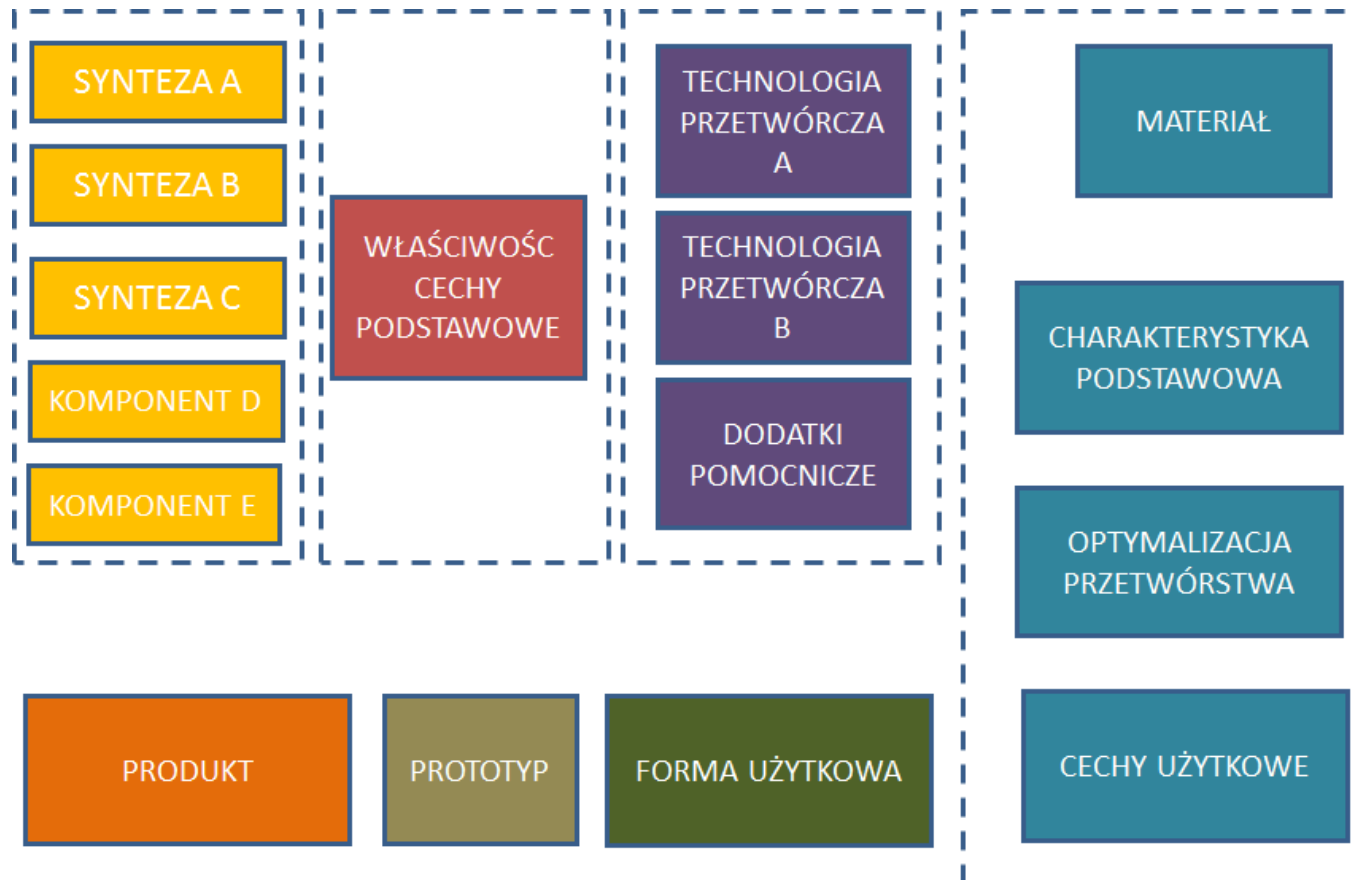 SYNTEZA A
SYNTEZA B
SYNTEZA C
KOMPONENT D
KOMPONENT E
WŁAŚCIWOŚC
CECHY
PODSTAWOWE
TECHNOLOGIA
PRZETWÓRCZA
A
TECHNOLOGIA
PRZETWÓRCZA
B
DODATKI
POMOCNICZE
MATERIAŁ
CHARAKTERYSTYKA
PODSTAWOWA
OPTYMALIZACJA
PRZETWÓRSTWA
CECHY UŻYTKOWE
FORMA UŻYTKOWA
PROTOTYP
PRODUKT